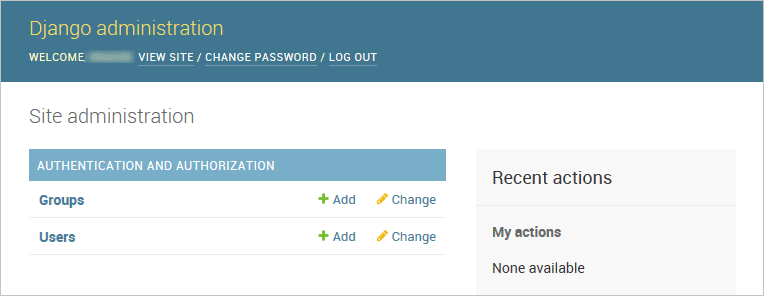 Django administration
WELCOME, VIEW SITE / CHANGE PASSWORD / LOG OUT
Site administration
AUTHENTICATION AND AUTHORIZATION
Groups Add Change
Users Add Change
Recent actions
My actions
None available